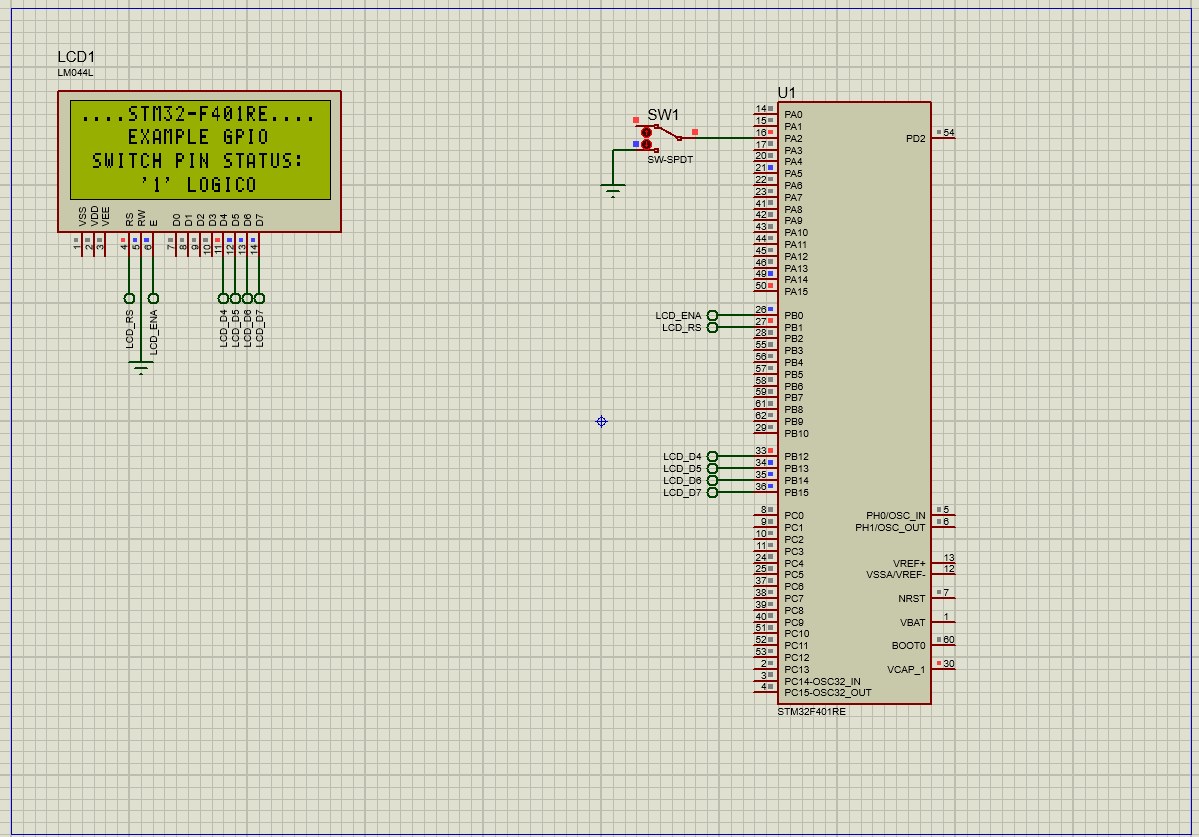 LCD1
LM044L
....STM32-F401RE....
EXAMPLE GPIO
SWITCH PIN STATUS:
'1' LOGICO
VSS VDD VEE RS RW E D0 D1 D2 D3 D4 D5 D6 D7
1 2 3 4 5 6 7 8 9 10 11 12 13 14
LCD_RS LCD_ENA LCD_D4 LCD_D5 LCD_D6 LCD_D7
SW1
SW-SPDT
U1
14 PA0
15 PA1
16 PA2 PD2 54
17 PA3
20 PA4
21 PA5
22 PA6
23 PA7
41 PA8
42 PA9
43 PA10
44 PA11
45 PA12
46 PA13
49 PA14
50 PA15
LCD_ENA 26 PB0
LCD_RS 27 PB1
28 PB2
55 PB3
56 PB4
57 PB5
58 PB6
59 PB7
61 PB8
62 PB9
29 PB10
LCD_D4 33 PB12
LCD_D5 34 PB13
LCD_D6 35 PB14
LCD_D7 36 PB15
8 PC0 PH0/OSC_IN 5
9 PC1 PH1/OSC_OUT 6
10 PC2
11 PC3
24 PC4 VREF+ 13
25 PC5 VSSA/VREF- 12
37 PC6
38 PC7 NRST 7
39 PC8
40 PC9 VBAT 1
51 PC10
52 PC11 BOOT0 60
53 PC12
2 PC13 VCAP_1 30
3 PC14-OSC32_IN
4 PC15-OSC32_OUT
STM32F401RE